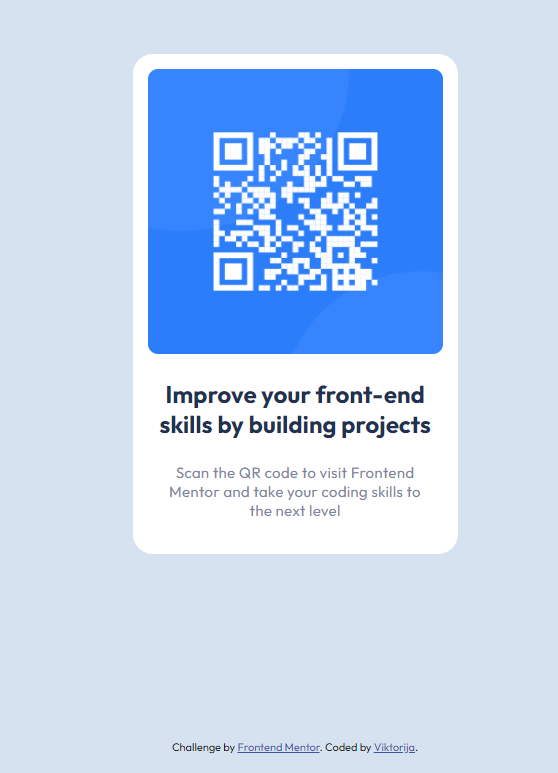 Improve your front-end
skills by building projects
Scan the QR code to visit Frontend
Mentor and take your coding skills to
the next level
Challenge by Frontend Mentor. Coded by Viktorija.